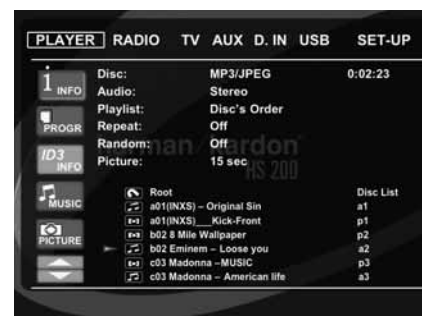 PLAYER RADIO TV AUX D. IN USB SET-UP
1 INFO
PROGR
ID3 INFO
MUSIC
PICTURE
Disc: MP3/JPEG 0:02:23
Audio: Stereo
Playlist: Disc's Order
Repeat: Off
Random: Off
Picture: 15 sec
harman/kardon
HS 200
Root Disc List
a01(INXS) – Original Sin a1
a01(INXS)___Kick-Front p1
b02 8 Mile Wallpaper p2
b02 Eminem – Loose you a2
c03 Madonna –MUSIC p3
c03 Madonna – American life a3